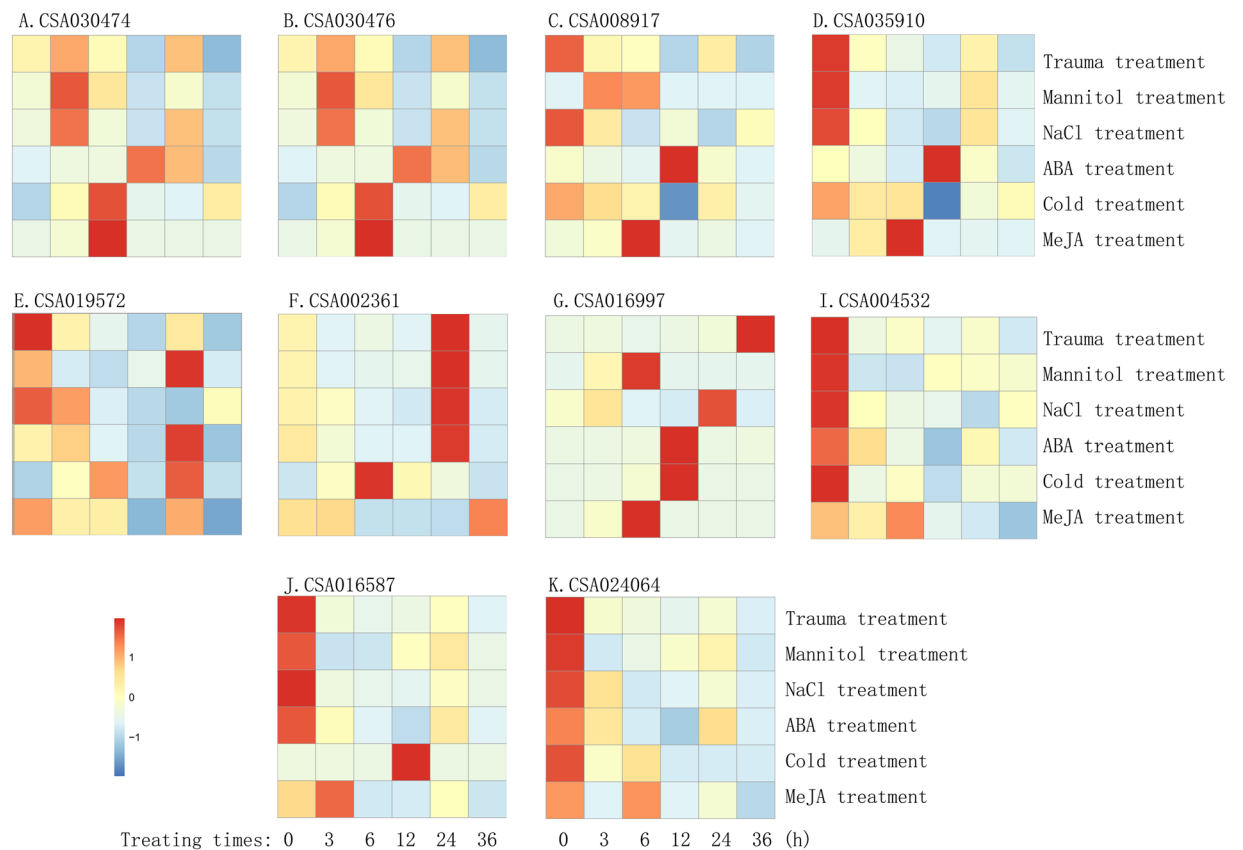 A.CSA030474
B.CSA030476
C.CSA008917
D.CSA035910
Trauma treatment
Mannitol treatment
NaCl treatment
ABA treatment
Cold treatment
MeJA treatment
E.CSA019572
F.CSA002361
G.CSA016997
I.CSA004532
Trauma treatment
Mannitol treatment
NaCl treatment
ABA treatment
Cold treatment
MeJA treatment
J.CSA016587
K.CSA024064
Trauma treatment
Mannitol treatment
NaCl treatment
ABA treatment
Cold treatment
MeJA treatment
1
0
-1
Treating times: 0 3 6 12 24 36 0 3 6 12 24 36 (h)